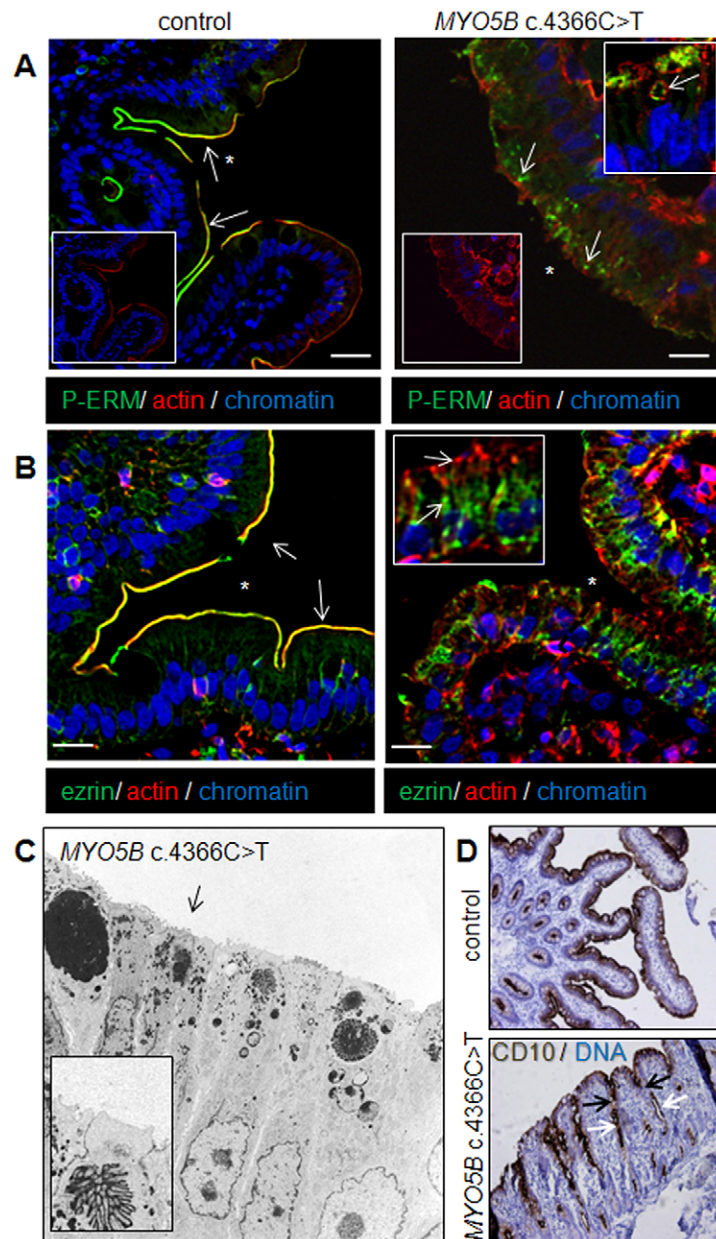 control
MYO5B c.4366C>T
A
P-ERM/ actin / chromatin
P-ERM/ actin / chromatin
B
ezrin/ actin / chromatin
ezrin/ actin / chromatin
C
MYO5B c.4366C>T
D
control
MYO5B c.4366C>T
CD10 / DNA